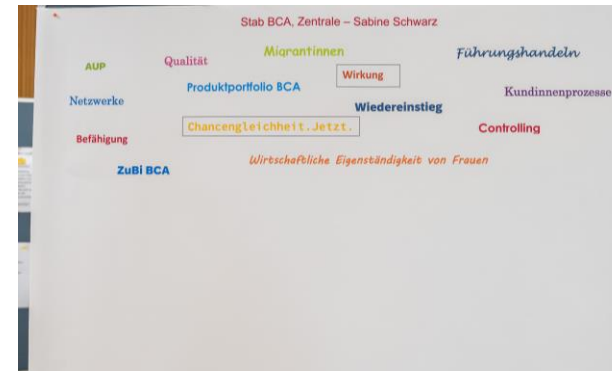 Stab BCA, Zentrale – Sabine Schwarz
Migrantinnen
Führungshandeln
AUP
Qualität
Wirkung
Produktportfolio BCA
Kundinnenprozesse
Netzwerke
Wiedereinstieg
Chancengleichheit.Jetzt.
Controlling
Befähigung
Wirtschaftliche Eigenständigkeit von Frauen
ZuBi BCA